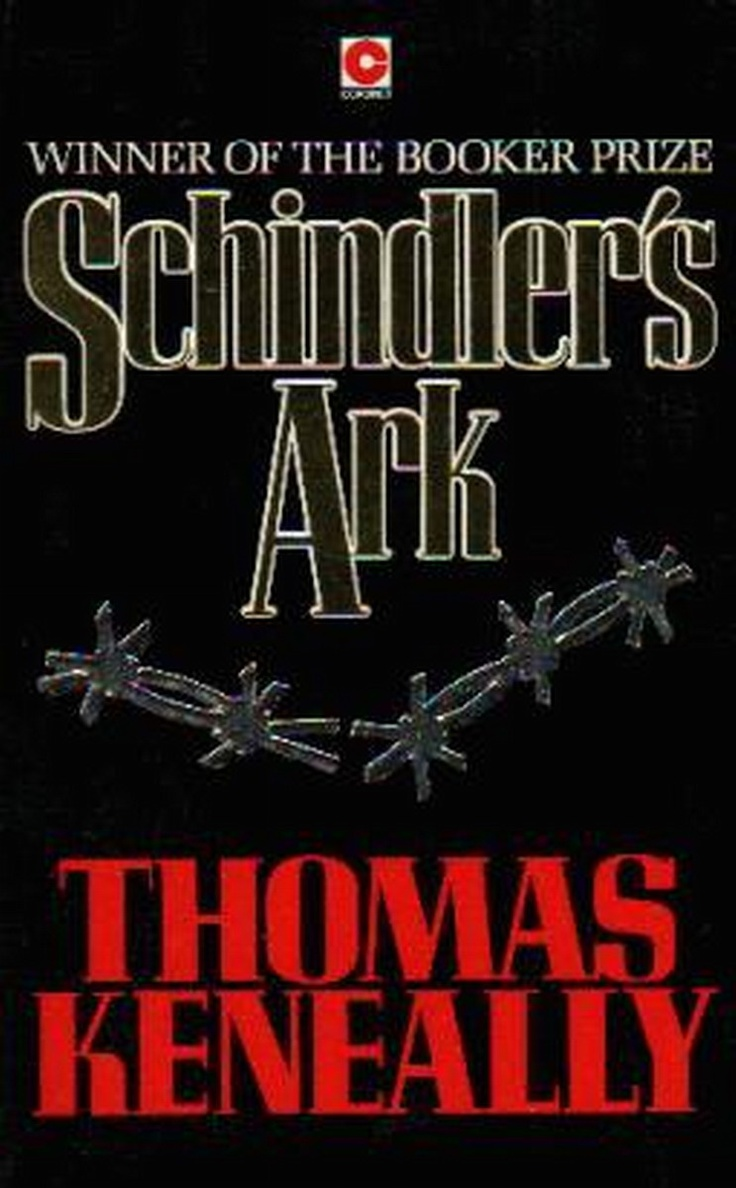 WINNER OF THE BOOKER PRIZE
Schindler's
Ark
THOMAS
KENEALLY